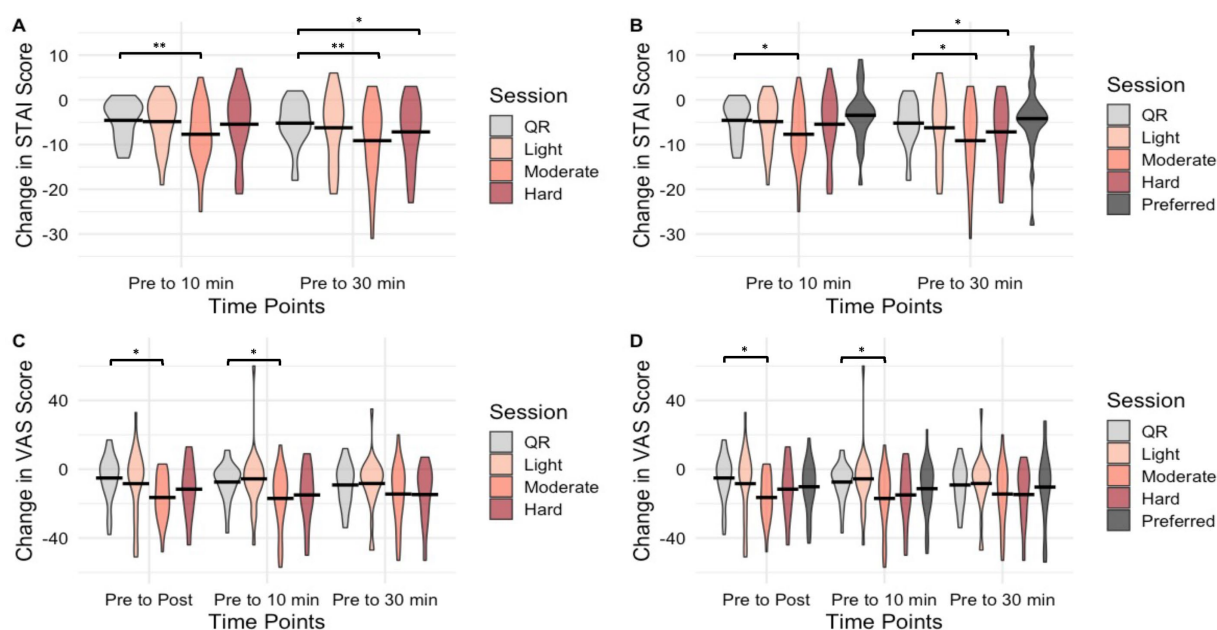 A
*
**
**
10
0
-10
-20
-30
Change in STAI Score
Pre to 10 min
Pre to 30 min
Time Points
Session
QR
Light
Moderate
Hard
B
*
*
*
10
0
-10
-20
-30
Change in STAI Score
Pre to 10 min
Pre to 30 min
Time Points
Session
QR
Light
Moderate
Hard
Preferred
C
*
*
40
0
-40
Change in VAS Score
Pre to Post
Pre to 10 min
Pre to 30 min
Time Points
Session
QR
Light
Moderate
Hard
D
*
*
40
0
-40
Change in VAS Score
Pre to Post
Pre to 10 min
Pre to 30 min
Time Points
Session
QR
Light
Moderate
Hard
Preferred